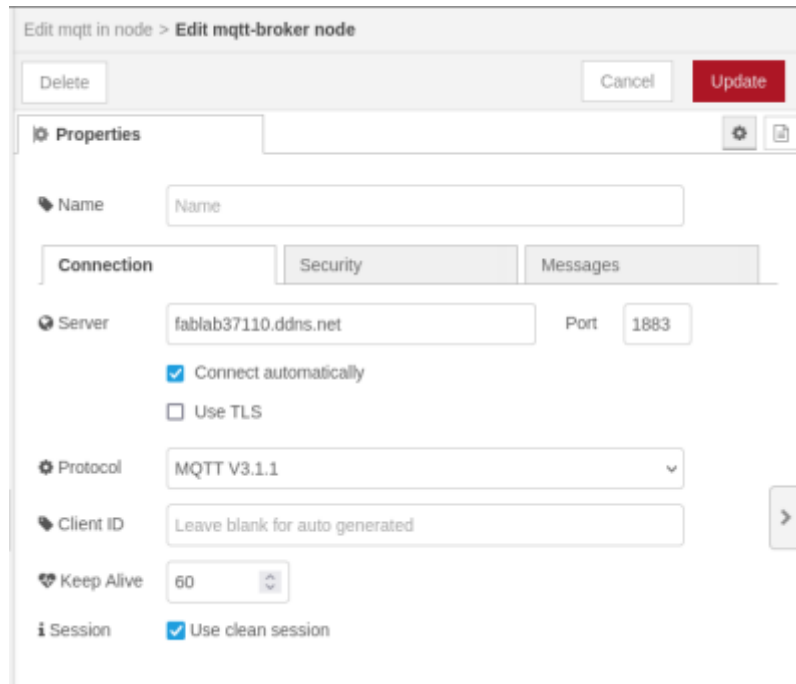 Edit mqtt in node > Edit mqtt-broker node
Delete Cancel Update
Properties
Name Name
Connection Security Messages
Server fablab37110.ddns.net Port 1883
Connect automatically
Use TLS
Protocol MQTT V3.1.1
Client ID Leave blank for auto generated
Keep Alive 60
Session Use clean session